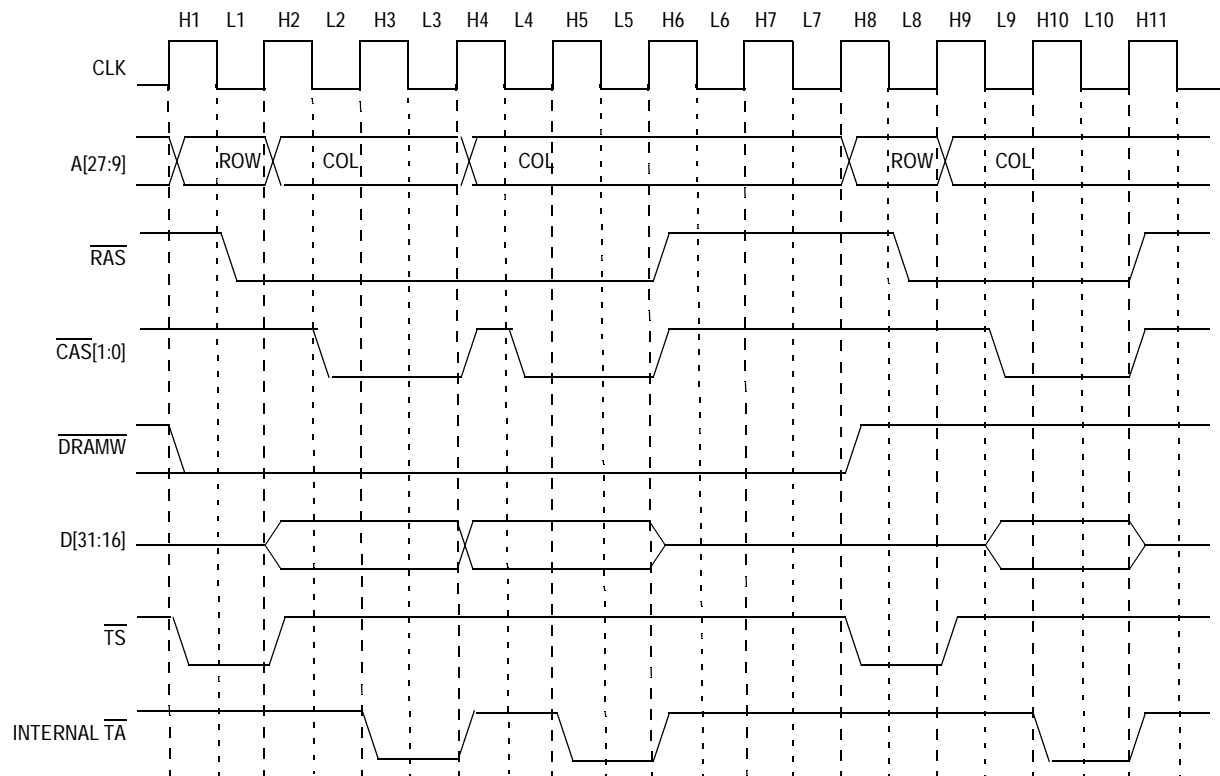 H1 L1 H2 L2 H3 L3 H4 L4 H5 L5 H6 L6 H7 L7 H8 L8 H9 L9 H10 L10 H11
CLK
A[27:9] ROW COL COL ROW COL
RAS
CAS[1:0]
DRAMW
D[31:16]
TS
INTERNAL TA